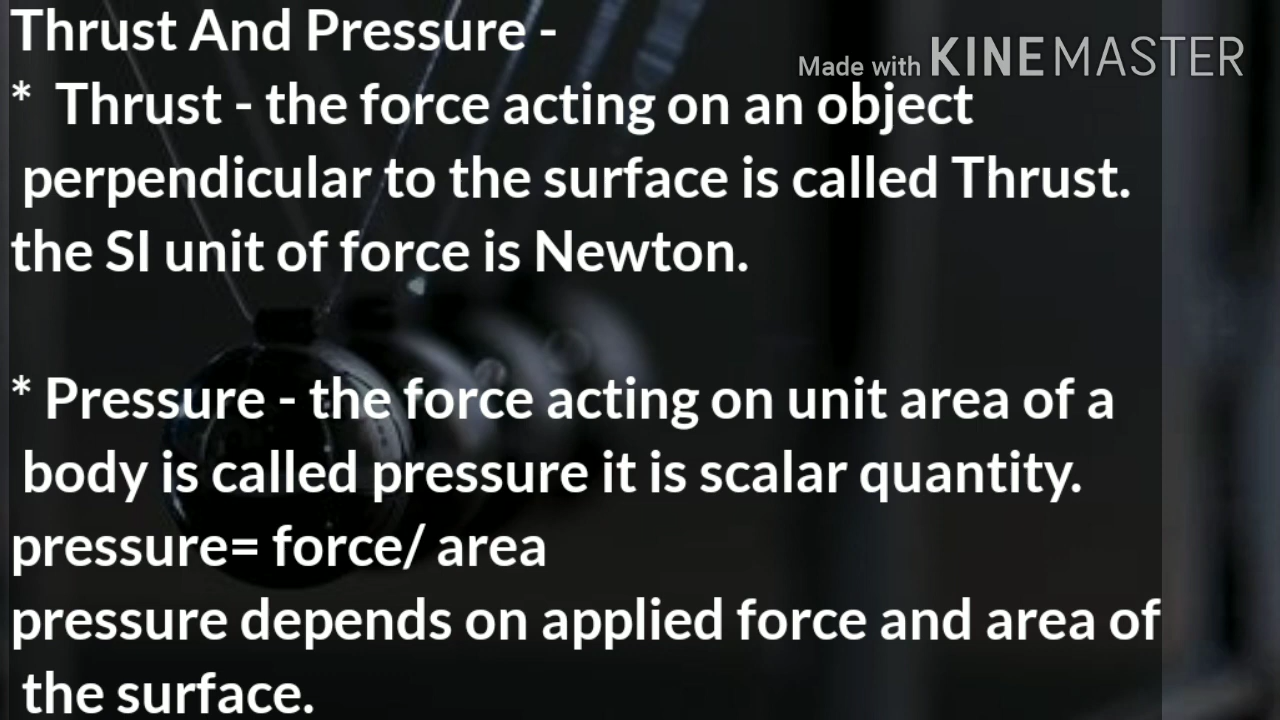 Thrust And Pressure -
Made with KINEMASTER
* Thrust - the force acting on an object
perpendicular to the surface is called Thrust.
the SI unit of force is Newton.
* Pressure - the force acting on unit area of a
body is called pressure it is scalar quantity.
pressure= force/ area
pressure depends on applied force and area of
the surface.